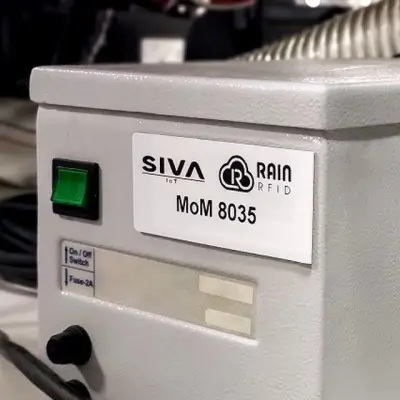 SIVA
IoT
R
RAIN
RFID
MoM 8035
On / Off
Switch
Fuse-2A